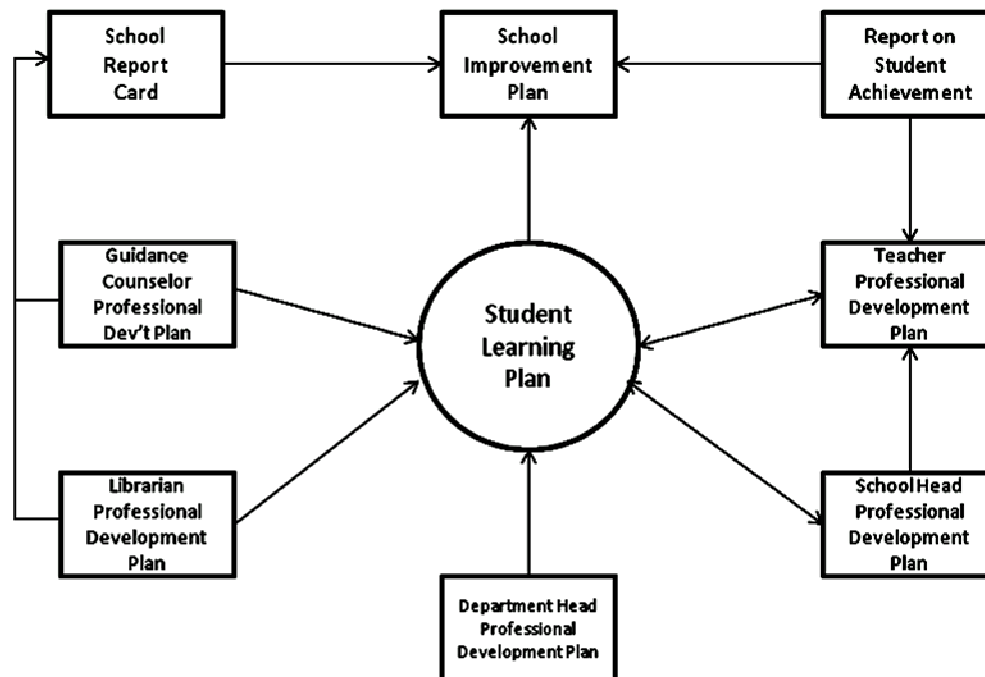 School
Report
Card
School
Improvement
Plan
Report on
Student
Achievement
Guidance
Counselor
Professional
Dev't Plan
Student
Learning
Plan
Teacher
Professional
Development
Plan
Librarian
Professional
Development
Plan
School Head
Professional
Development
Plan
Department Head
Professional
Development Plan